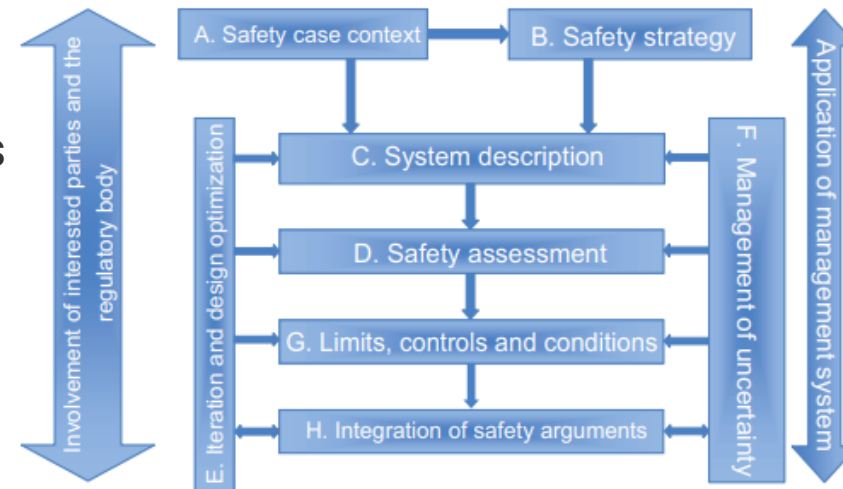 A. Safety case context
B. Safety strategy
s
Involvement of interested parties and the
regulatory body
E. Iteration and design optimization
C. System description
D. Safety assessment
G. Limits, controls and conditions
H. Integration of safety arguments
F. Management of uncertainty
Application of management system